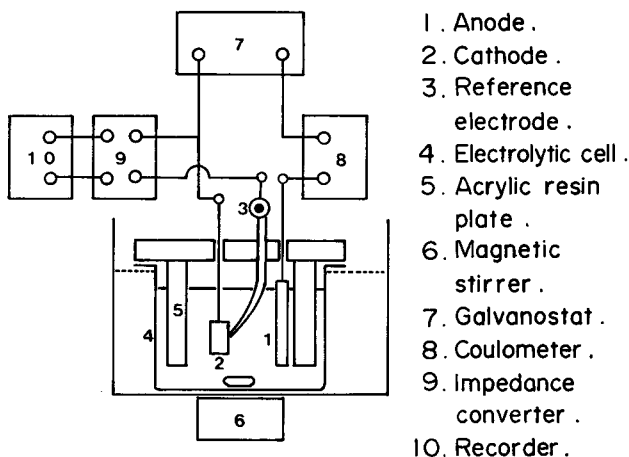 7
10
9
8
3
5
4
1
2
6
1. Anode.
2. Cathode.
3. Reference
electrode.
4. Electrolytic cell.
5. Acrylic resin
plate.
6. Magnetic
stirrer.
7. Galvanostat.
8. Coulometer.
9. Impedance
converter.
10. Recorder.